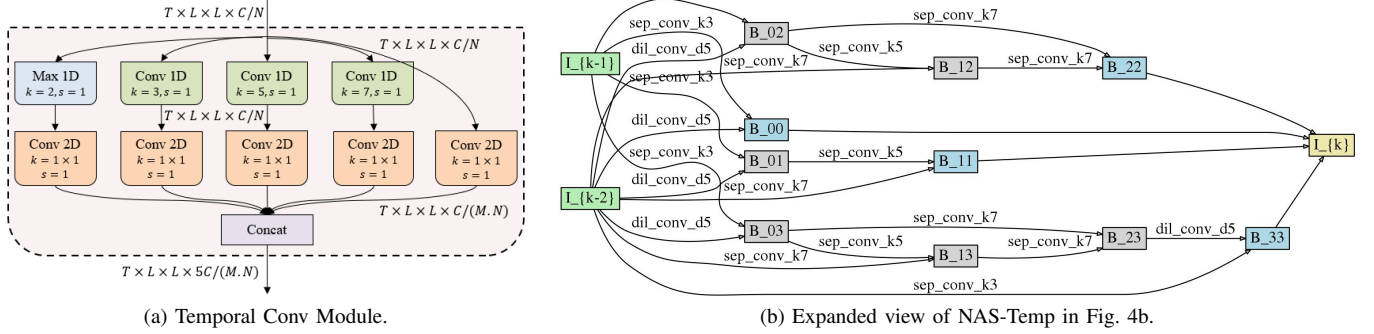 T × L × L × C/N
T × L × L × C/N
Max 1D
k = 2, s = 1
Conv 1D
k = 3, s = 1
Conv 1D
k = 5, s = 1
Conv 1D
k = 7, s = 1
T × L × L × C/N
Conv 2D
k = 1 × 1
s = 1
Conv 2D
k = 1 × 1
s = 1
Conv 2D
k = 1 × 1
s = 1
Conv 2D
k = 1 × 1
s = 1
Conv 2D
k = 1 × 1
s = 1
T × L × L × C/(M.N)
Concat
T × L × L × 5C/(M.N)
(a) Temporal Conv Module.
sep_conv_k3
sep_conv_k7
B_02
dil_conv_d5
sep_conv_k5
I_{k-1}
sep_conv_k7
B_12
sep_conv_k7
B_22
sep_conv_k3
dil_conv_d5
B_00
I_{k}
sep_conv_k3
B_01
sep_conv_k5
B_11
dil_conv_d5
sep_conv_k7
I_{k-2}
dil_conv_d5
B_03
sep_conv_k7
sep_conv_k5
B_23
dil_conv_d5
B_33
sep_conv_k7
B_13
sep_conv_k7
sep_conv_k3
(b) Expanded view of NAS-Temp in Fig. 4b.